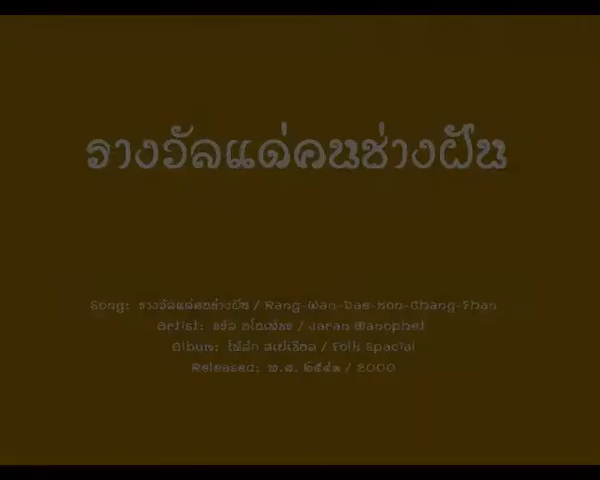 รางวัลแด่คนช่างฝัน
Song: รางวัลแด่คนช่างฝัน / Rang-Wan-Dae-Kon-Chang-Fhan
Artist: จรัล มโนเพ็ชร / Jaran Manophet
Album: โฟล์ก สเปเชียล / Folk Special
Released: พ.ศ. ๒๕๔๓ / 2000